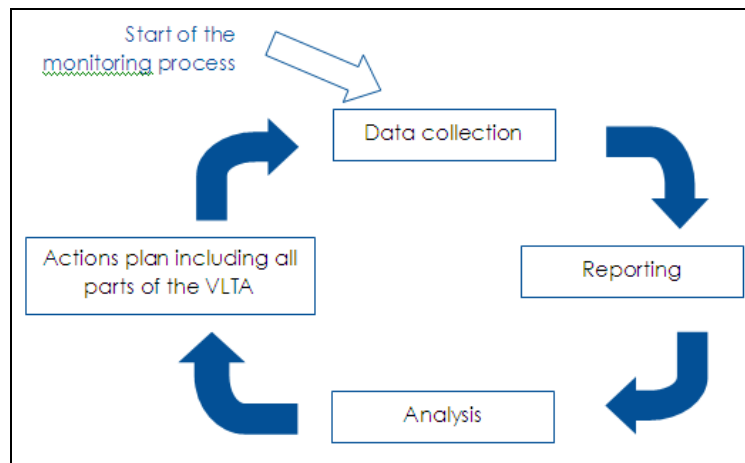 Start of the
monitoring process
Data collection
Reporting
Analysis
Actions plan including all
parts of the VLTA